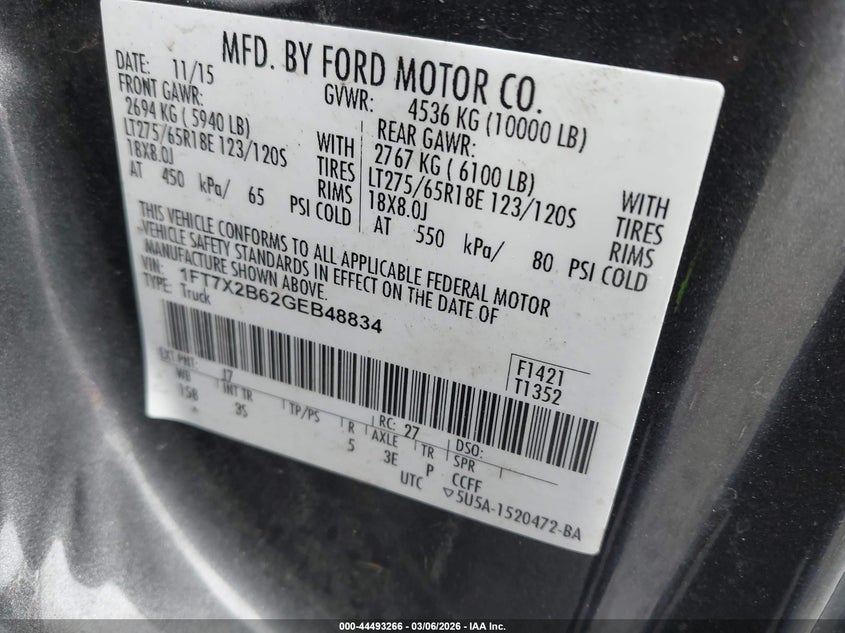 MFD. BY FORD MOTOR CO.
DATE: 11/15
GVWR: 4536 KG (10000 LB)
FRONT GAWR:
2694 KG ( 5940 LB)
LT275/65R18E 123/120S
18X8.0J
AT 450 kPa/ 65
WITH
TIRES
RIMS
PSI COLD
REAR GAWR:
2767 KG ( 6100 LB)
LT275/65R18E 123/120S
18X8.0J
AT 550 kPa/ 80
WITH
TIRES
RIMS
PSI COLD
THIS VEHICLE CONFORMS TO ALL APPLICABLE FEDERAL MOTOR
VEHICLE SAFETY STANDARDS IN EFFECT ON THE DATE OF
MANUFACTURE SHOWN ABOVE.
VIN: 1FT7X2B62GEB48834
TYPE: Truck
F1421
T1352
EXT PNT: J7
RC: 27
DSO:
WB
INT TR
TP/PS
R
AXLE
TR
SPR
158
3S
5
3E
P
CCFF
UTC
▽5U5A-1520472-BA
000-44493266 - 03/06/2026 - IAA Inc.